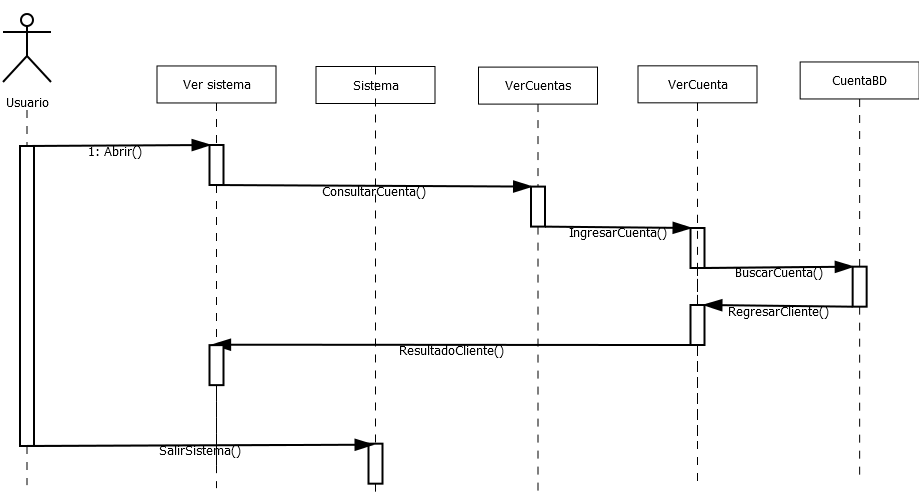 Usuario
Ver sistema
Sistema
VerCuentas
VerCuenta
CuentaBD
1: Abrir()
ConsultarCuenta()
IngresarCuenta()
BuscarCuenta()
RegresarCliente()
ResultadoCliente()
SalirSistema()